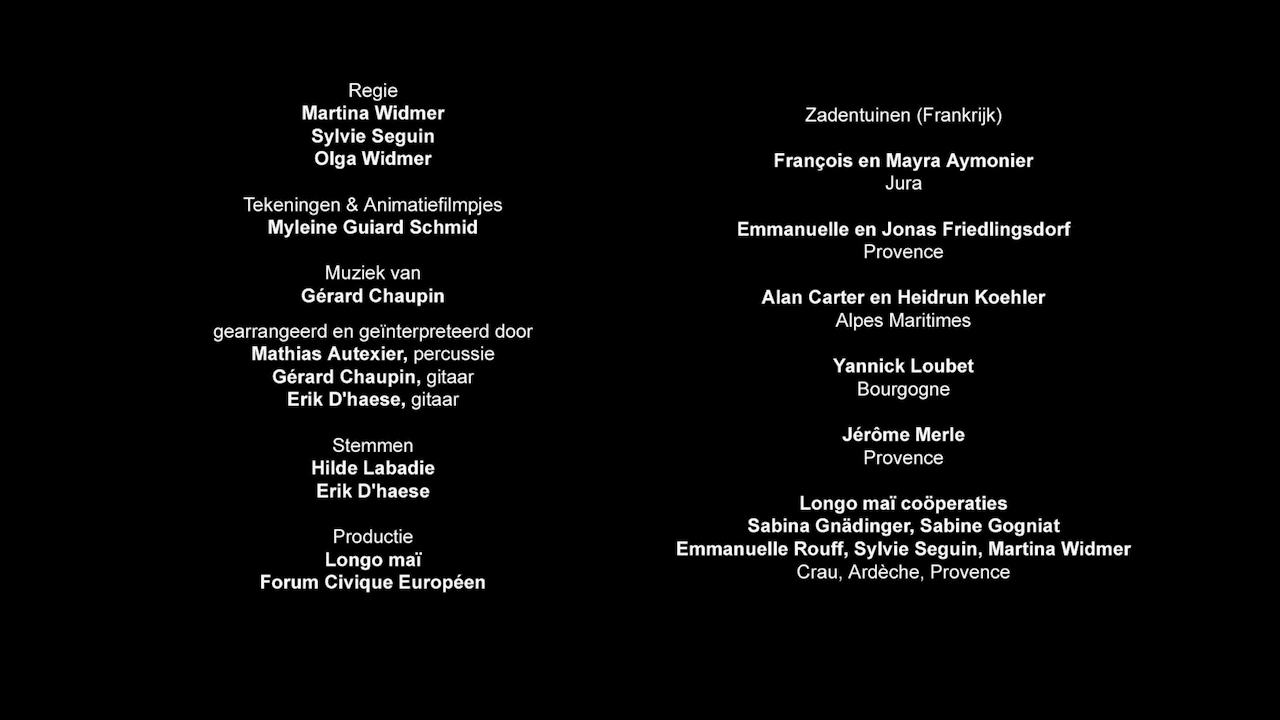 Regie
Martina Widmer
Sylvie Seguin
Olga Widmer
Tekeningen & Animatiefilmpjes
Myleine Guiard Schmid
Muziek van
Gérard Chaupin
gearrangeerd en geïnterpreteerd door
Mathias Autexier, percussie
Gérard Chaupin, gitaar
Erik D'haese, gitaar
Stemmen
Hilde Labadie
Erik D'haese
Productie
Longo maï
Forum Civique Européen
Zadentuinen (Frankrijk)
François en Mayra Aymonier
Jura
Emmanuelle en Jonas Friedlingsdorf
Provence
Alan Carter en Heidrun Koehler
Alpes Maritimes
Yannick Loubet
Bourgogne
Jérôme Merle
Provence
Longo maï coöperaties
Sabina Gnädinger, Sabine Gogniat
Emmanuelle Rouff, Sylvie Seguin, Martina Widmer
Crau, Ardèche, Provence